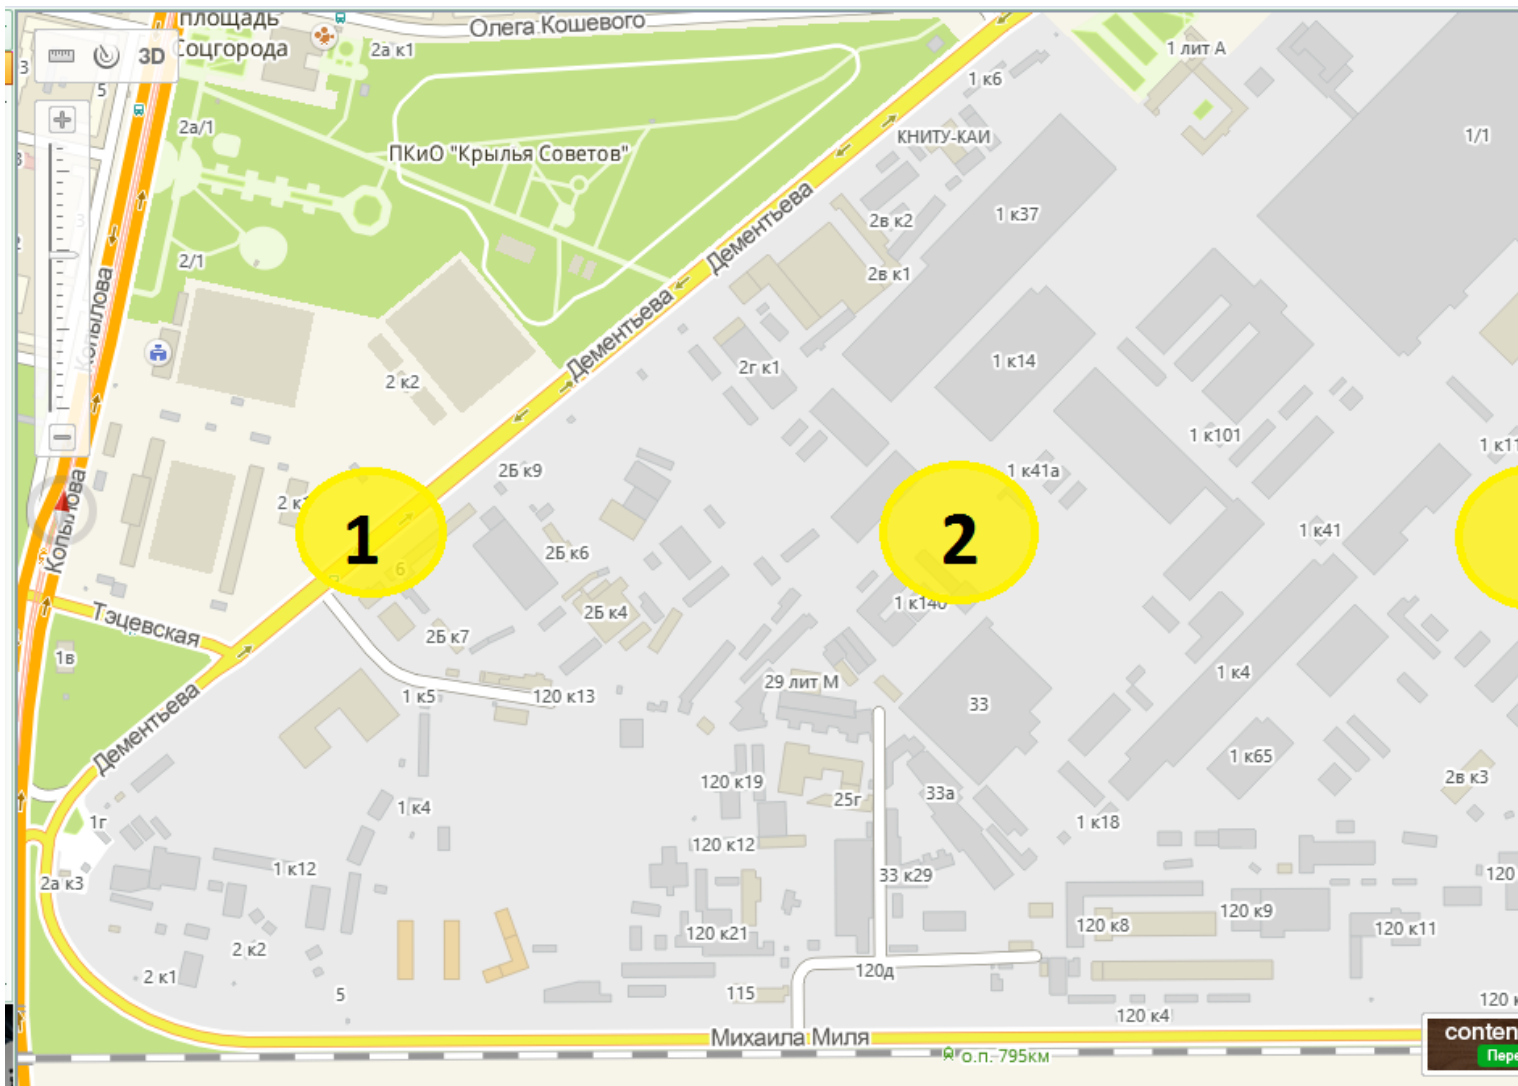 площадь
Соцгорода
Олега Кошевого
2а к1
3D
3
5
1 лит А
1 к6
2а/1
КНИТУ-КАИ
1/1
ПКиО "Крылья Советов"
3
2в к2
1 к37
Дементьева
2/1
2в к1
Копылова
Дементьева
2г к1
1 к14
2 к2
1 к101
1 к11
2Б к9
1 к41а
2 к
Копылова
1
2
1 к41
2Б к6
6
1 к140
2Б к4
Тэцевская
2Б к7
1в
1 к4
29 лит М
1 к5
120 к13
33
Дементьева
1 к65
120 к19
2в к3
25г
33а
1 к4
1г
1 к18
120 к12
1 к12
33 к29
120
2а к3
120 к9
120 к8
120 к11
120 к21
2 к2
120д
2 к1
5
115
120 к
120 к4
Михаила Миля
conten
о.п. 795км
Пере